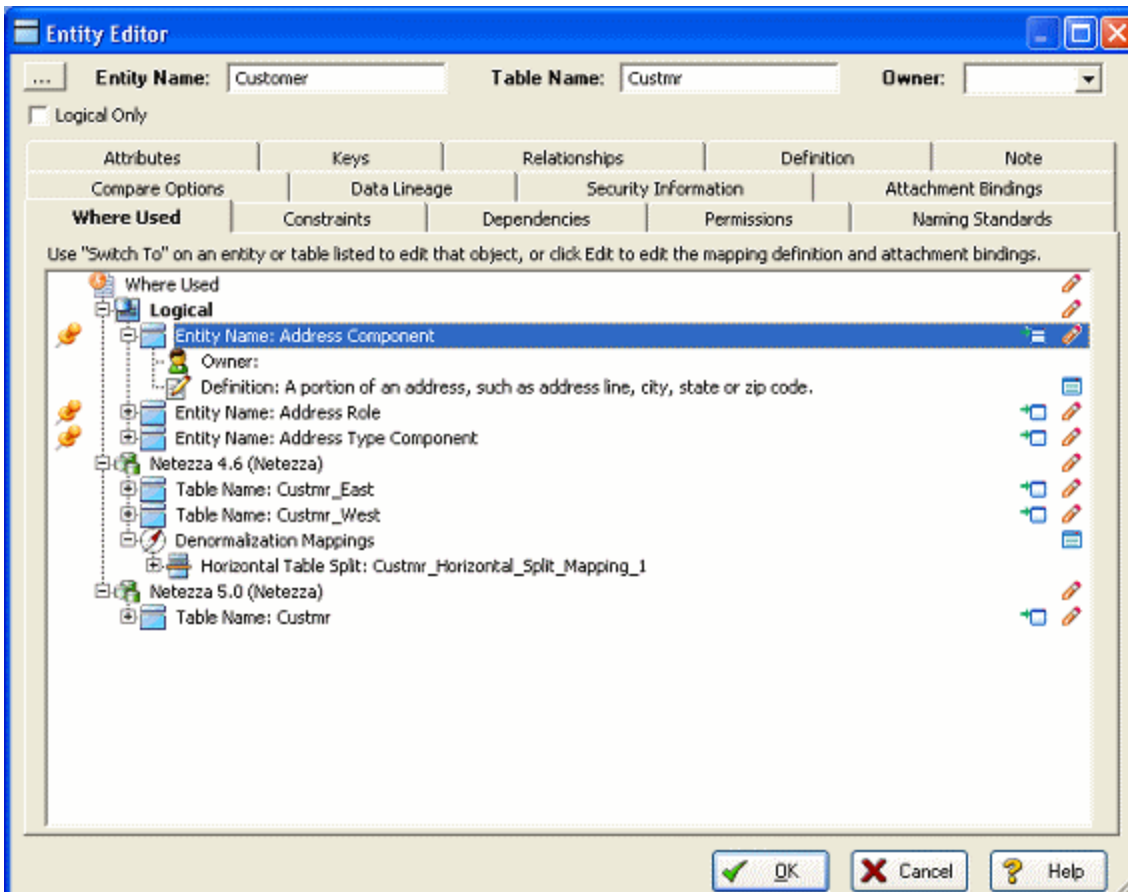 Entity Editor
... Entity Name: Customer Table Name: Custmr Owner:
Logical Only
Attributes Keys Relationships Definition Note
Compare Options Data Lineage Security Information Attachment Bindings
Where Used Constraints Dependencies Permissions Naming Standards
Use "Switch To" on an entity or table listed to edit that object, or click Edit to edit the mapping definition and attachment bindings.
Where Used
Logical
Entity Name: Address Component
Owner:
Definition: A portion of an address, such as address line, city, state or zip code.
Entity Name: Address Role
Entity Name: Address Type Component
Netezza 4.6 (Netezza)
Table Name: Custmr_East
Table Name: Custmr_West
Denormalization Mappings
Horizontal Table Split: Custmr_Horizontal_Split_Mapping_1
Netezza 5.0 (Netezza)
Table Name: Custmr
OK Cancel Help